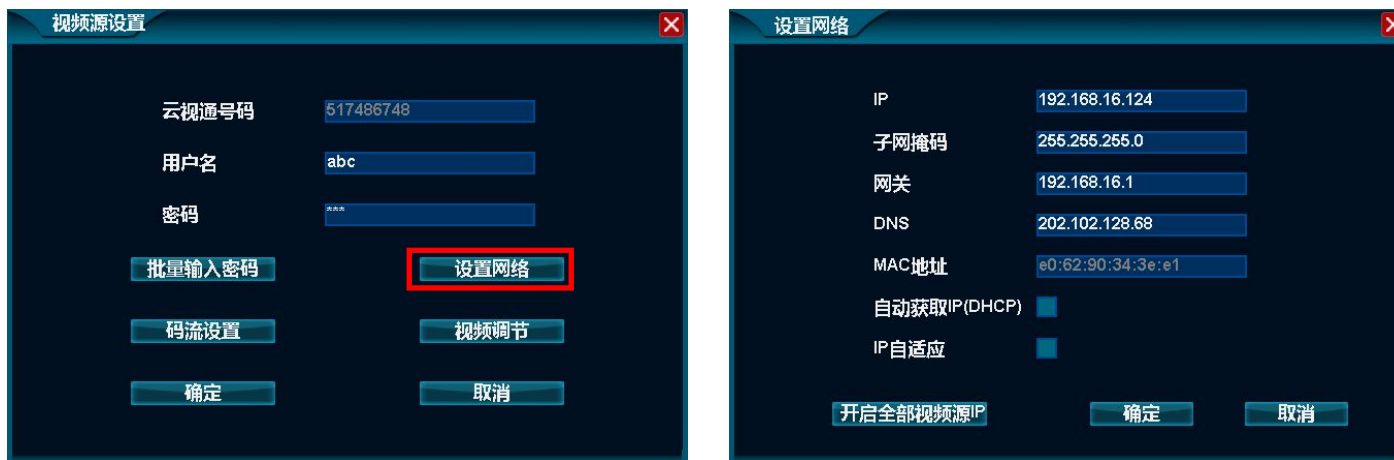 视频源设置
云视通号码 517486748
用户名 abc
密码 ***
批量输入密码 设置网络
码流设置 视频调节
确定 取消
设置网络
IP 192.168.16.124
子网掩码 255.255.255.0
网关 192.168.16.1
DNS 202.102.128.68
MAC地址 e0:62:90:34:3e:e1
自动获取IP(DHCP)
IP自适应
开启全部视频源IP 确定 取消